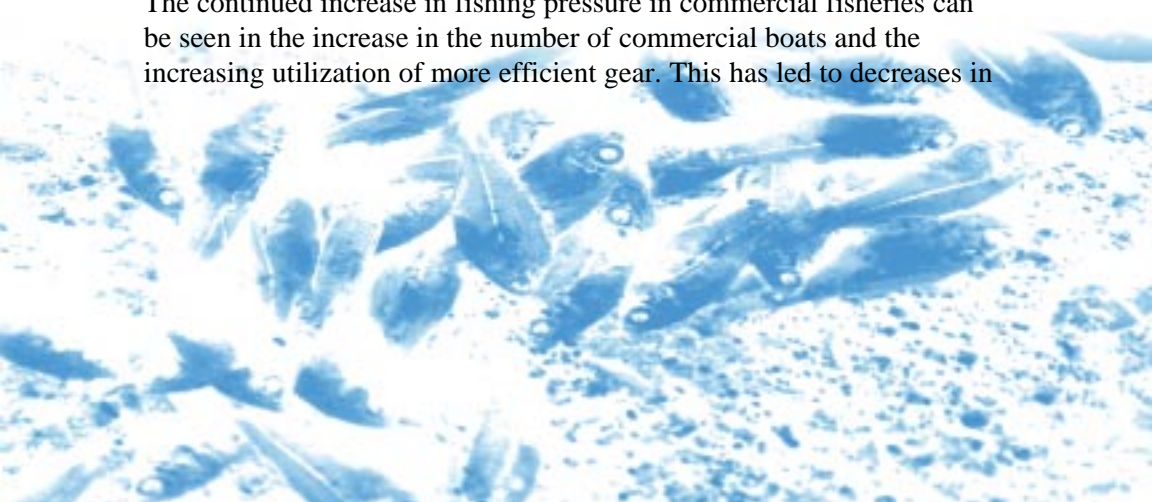 The continued increase in fishing pressure in commercial fisheries can
be seen in the increase in the number of commercial boats and the
increasing utilization of more efficient gear. This has led to decreases in